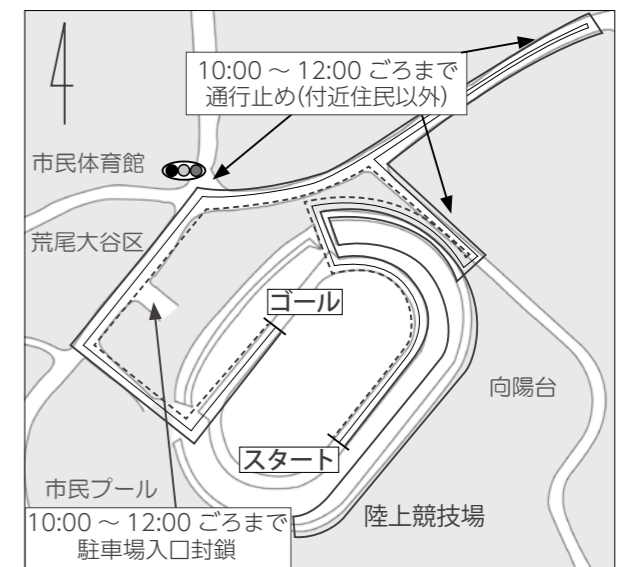 10:00 ~ 12:00 ごろまで
通行止め(付近住民以外)
市民体育館
荒尾大谷区
ゴール
向陽台
スタート
市民プール
陸上競技場
10:00 ~ 12:00 ごろまで
駐車場入口封鎖